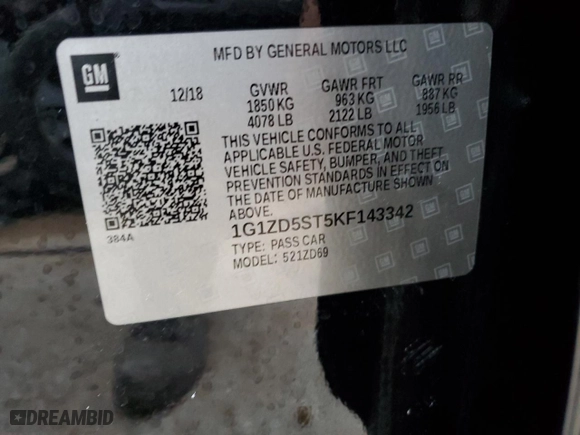 GM
MFD BY GENERAL MOTORS LLC
12/18 GVWR GAWR FRT GAWR RR
1850 KG 963 KG 887 KG
4078 LB 2122 LB 1956 LB
THIS VEHICLE CONFORMS TO ALL
APPLICABLE U.S. FEDERAL MOTOR
VEHICLE SAFETY, BUMPER, AND THEFT
PREVENTION STANDARDS IN EFFECT ON
THE DATE OF MANUFACTURE SHOWN
ABOVE.
384A
1G1ZD5ST5KF143342
TYPE: PASS CAR
MODEL: 521ZD69
DREAMBID